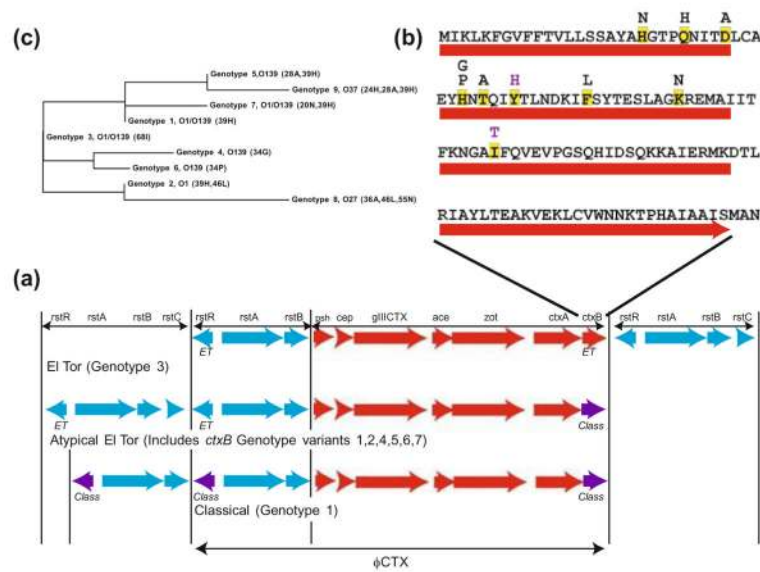 (c)
Genotype 5,O139 (28A,39H)
Genotype 9, O37 (24H,28A,39H)
Genotype 7, O1/O139 (20N,39H)
Genotype 1, O1/O139 (39H)
Genotype 3, O1/O139 (68I)
Genotype 4, O139 (34G)
Genotype 6, O139 (34P)
Genotype 2, O1 (39H,46L)
Genotype 8, O27 (36A,46L,55N)
(b)
N H A
MIKLKFGVFFTVLLSSAYAHGTPQNITDLCA
G
P A H L N
EYHNTQIYTLNDKIFSYTESLAGKREMAIIT
T
FKNGAIFQVEVPGSQHIDSQKKAIERMKDTL
RIAYLTEAKVEKLCVWNNKTPHAIAAISMAN
(a)
rstR rstA rstB rstC rstR rstA rstB psh cep gIIICTX ace zot ctxA ctxB rstR rstA rstB rstC
ET ET
El Tor (Genotype 3)
ET ET Class
Atypical El Tor (Includes ctxB Genotype variants 1,2,4,5,6,7)
Class Class Class
Classical (Genotype 1)
ϕCTX